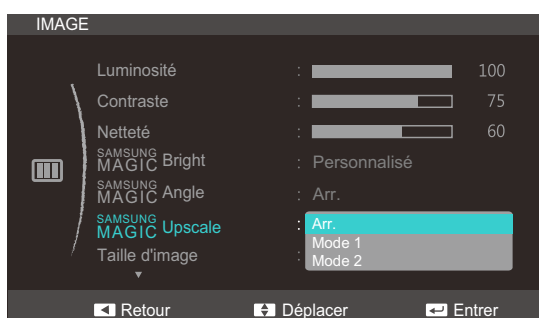 IMAGE
Luminosité : 100
Contraste : 75
Netteté : 60
SAMSUNG MAGIC Bright : Personnalisé
SAMSUNG MAGIC Angle : Arr.
SAMSUNG MAGIC Upscale : Arr.
Mode 1
Taille d'image : Mode 2
Retour Déplacer Entrer